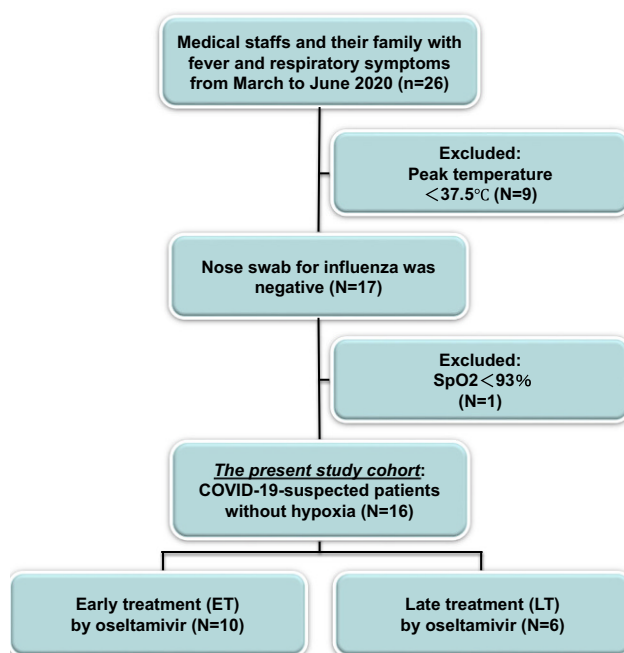 Medical staffs and their family with
fever and respiratory symptoms
from March to June 2020 (n=26)
Excluded:
Peak temperature
＜37.5℃ (N=9)
Nose swab for influenza was
negative (N=17)
Excluded:
SpO2＜93%
(N=1)
The present study cohort:
COVID-19-suspected patients
without hypoxia (N=16)
Early treatment (ET)
by oseltamivir (N=10)
Late treatment (LT)
by oseltamivir (N=6)